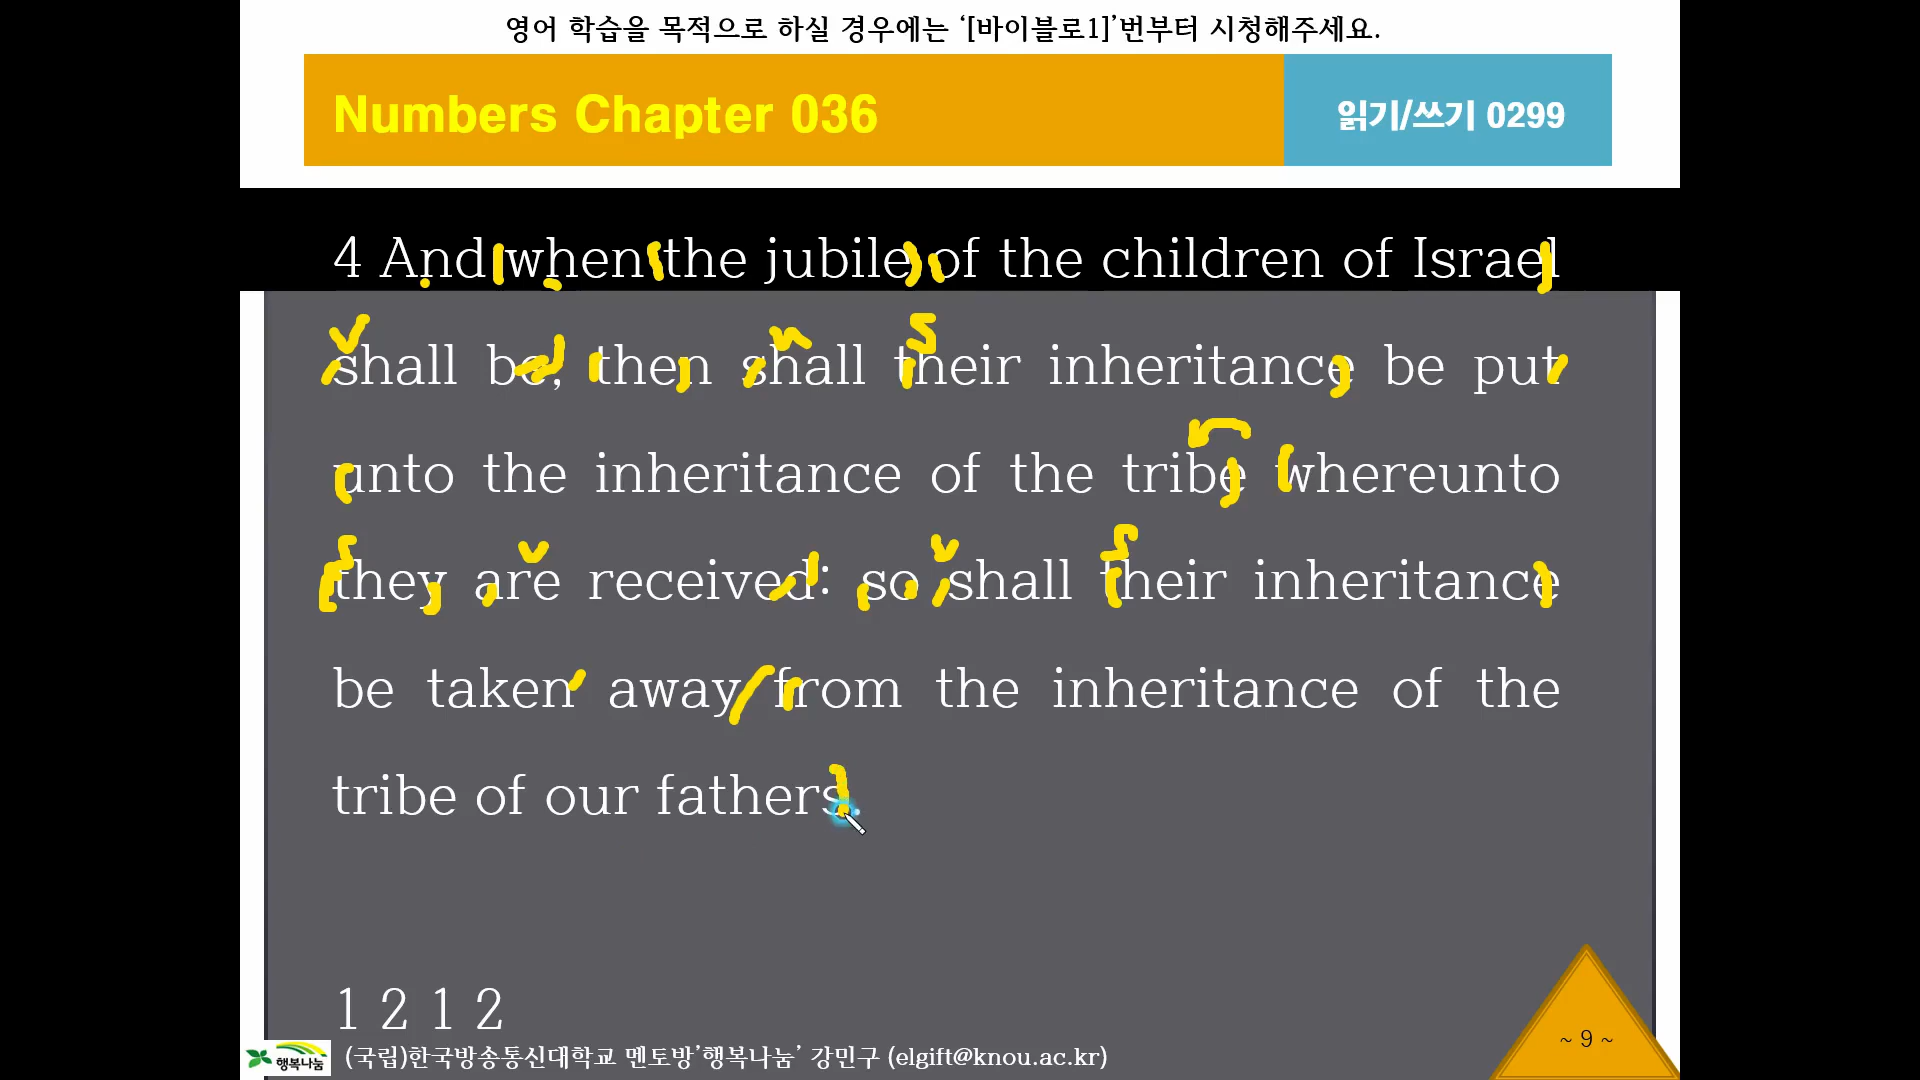 영어 학습을 목적으로 하실 경우에는 ‘[바이블로1]’번부터 시청해주세요.
Numbers Chapter 036
읽기/쓰기 0299
4 And when the jubile of the children of Israel
shall be, then shall their inheritance be put
unto the inheritance of the tribe whereunto
they are received: so shall their inheritance
be taken away from the inheritance of the
tribe of our fathers.
1 2 1 2
~ 9 ~
행복나눔
(국립)한국방송통신대학교 멘토방’행복나눔’ 강민구 (elgift@knou.ac.kr)